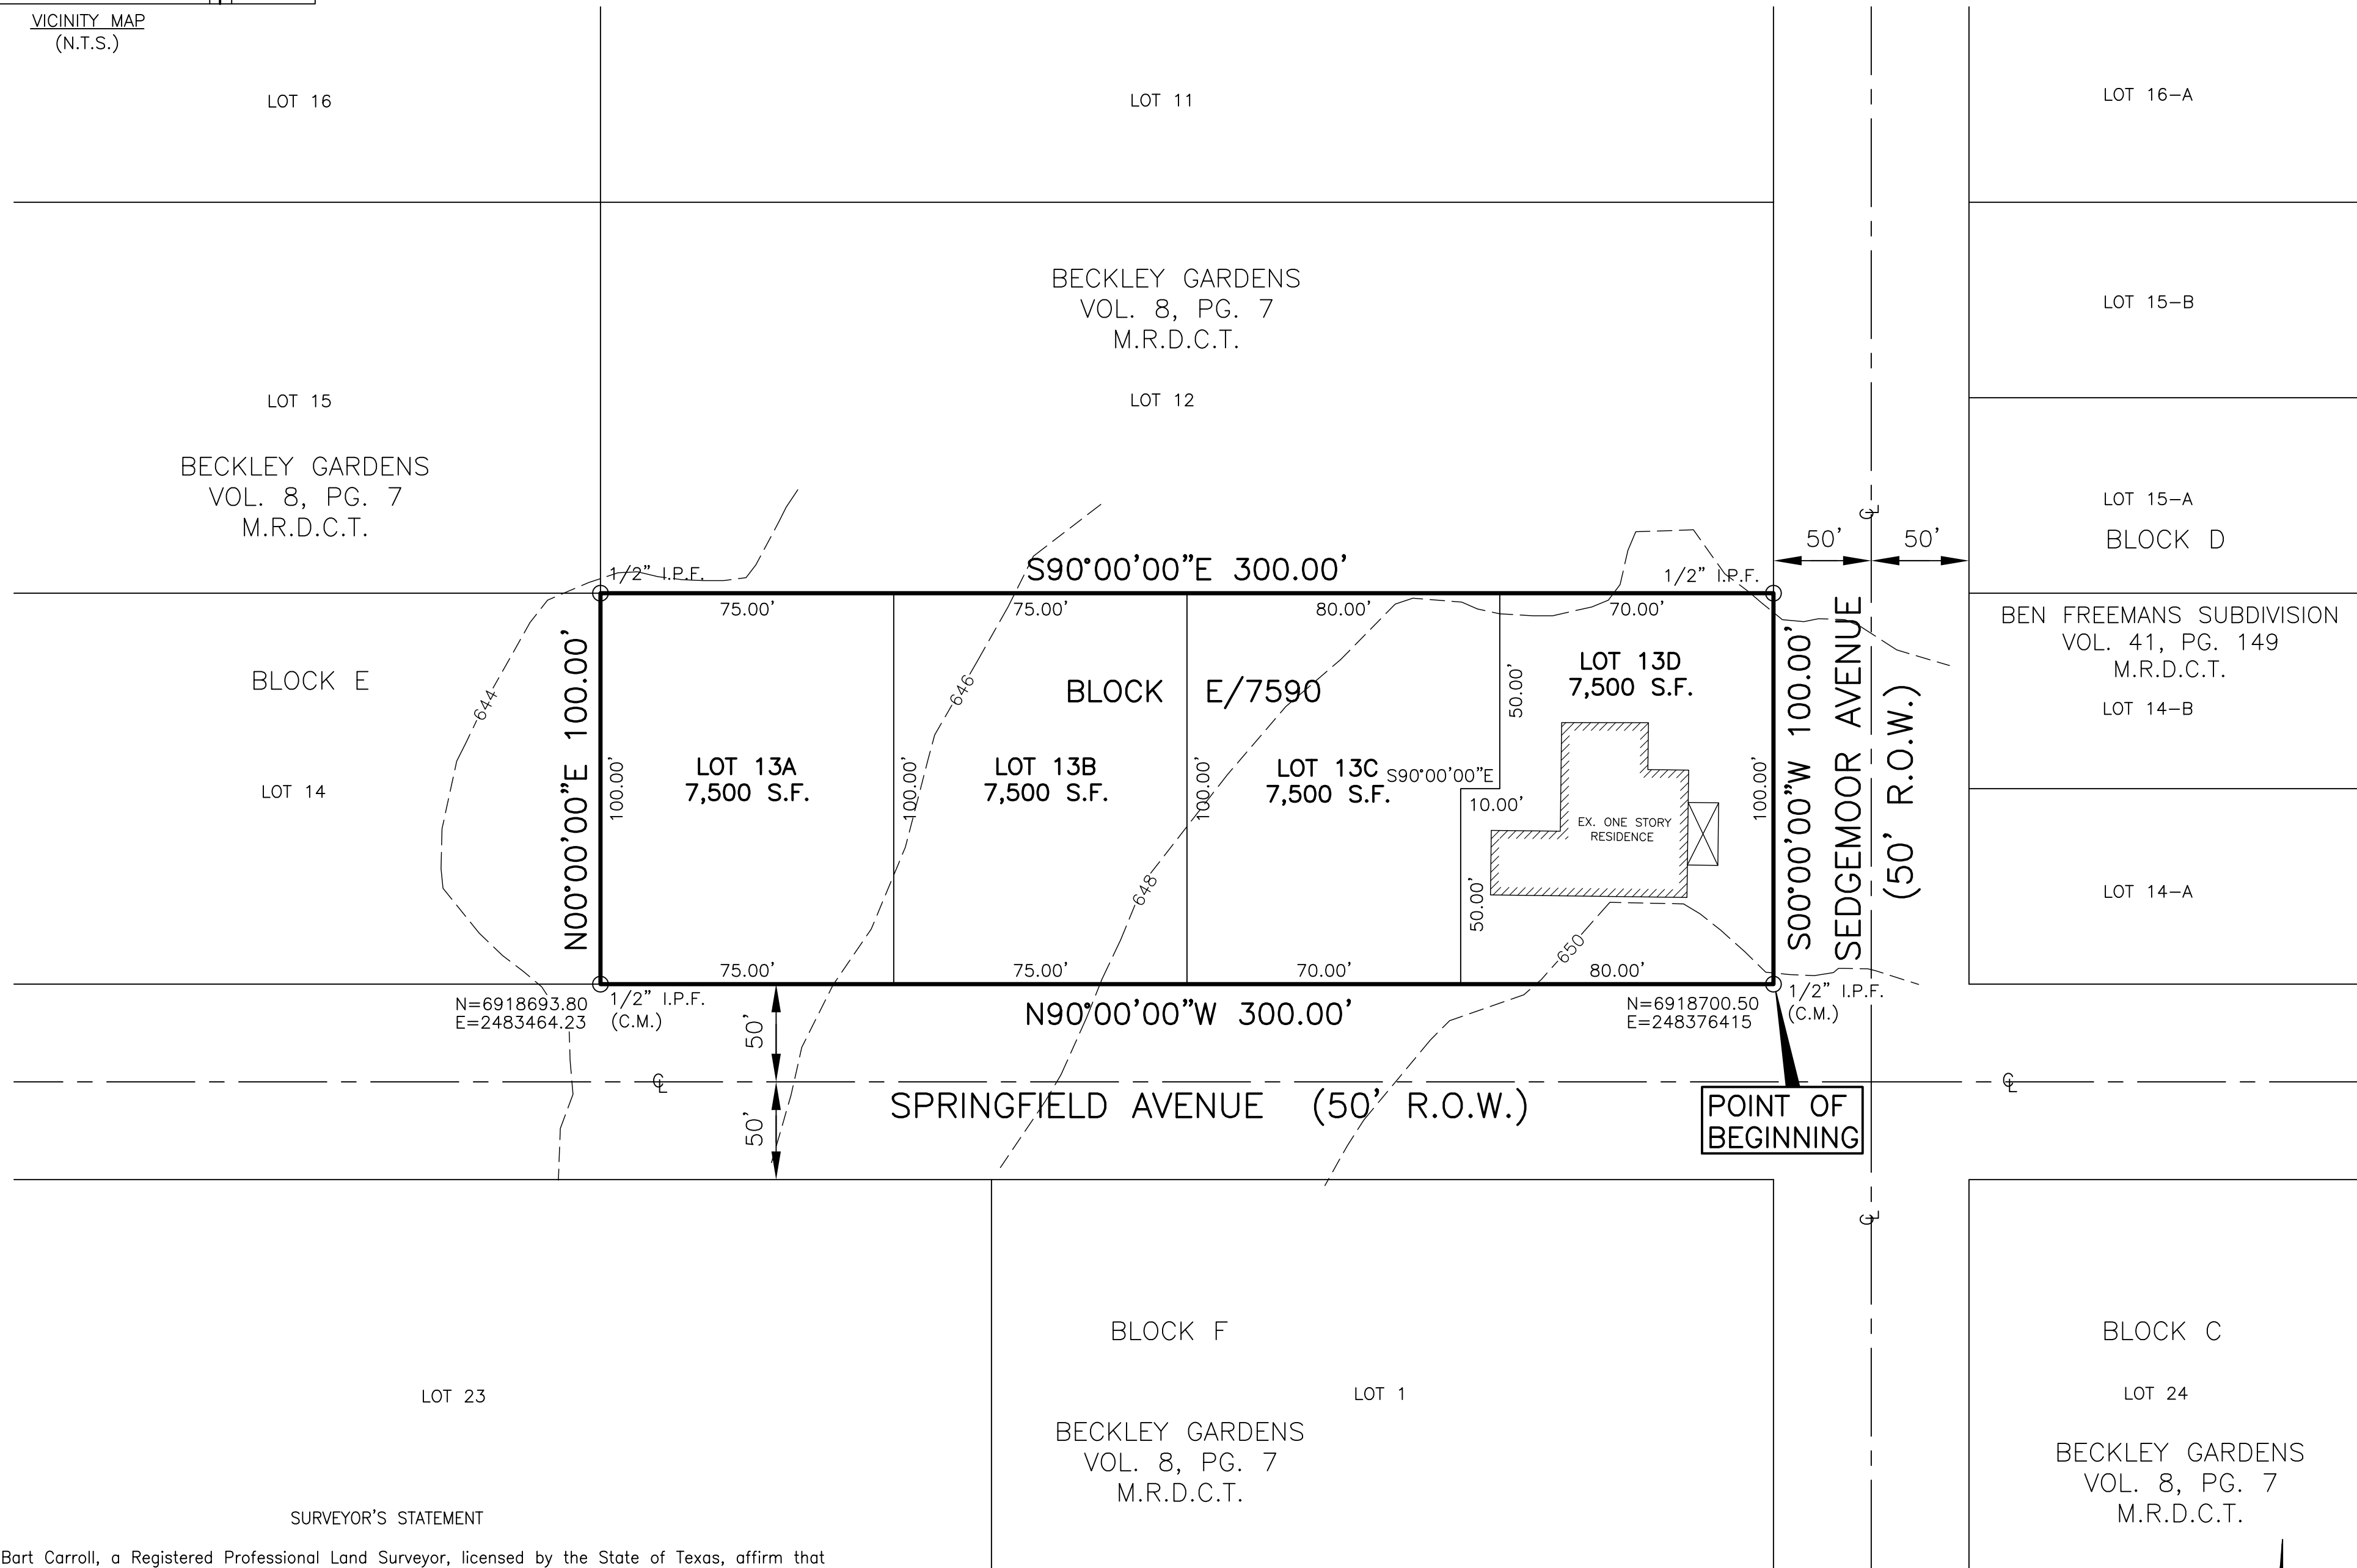 VICINITY MAP
(N.T.S.)
LOT 16
LOT 11
LOT 16-A
BECKLEY GARDENS
VOL. 8, PG. 7
M.R.D.C.T.
LOT 15-B
LOT 15
LOT 12
BECKLEY GARDENS
VOL. 8, PG. 7
M.R.D.C.T.
LOT 15-A
BLOCK D
50'
50'
℄
1/2" I.P.F.
S90°00'00"E 300.00'
1/2" I.P.F.
75.00'
75.00'
80.00'
70.00'
BEN FREEMANS SUBDIVISION
VOL. 41, PG. 149
M.R.D.C.T.
LOT 14-B
BLOCK E
LOT 14
644
N00°00'00"E 100.00'
100.00'
646
BLOCK E/7590
LOT 13A
7,500 S.F.
100.00'
LOT 13B
7,500 S.F.
100.00'
648
LOT 13C
7,500 S.F.
S90°00'00"E
10.00'
50.00'
50.00'
LOT 13D
7,500 S.F.
EX. ONE STORY
RESIDENCE
650
100.00'
S00°00'00"W 100.00'
SEDGEMOOR AVENUE
(50' R.O.W.)
LOT 14-A
75.00'
75.00'
70.00'
80.00'
N=6918693.80
E=2483464.23
1/2" I.P.F.
(C.M.)
N90°00'00"W 300.00'
N=6918700.50
E=248376415
1/2" I.P.F.
(C.M.)
50'
50'
℄
℄
SPRINGFIELD AVENUE (50' R.O.W.)
POINT OF
BEGINNING
℄
BLOCK F
BLOCK C
LOT 23
LOT 1
LOT 24
BECKLEY GARDENS
VOL. 8, PG. 7
M.R.D.C.T.
BECKLEY GARDENS
VOL. 8, PG. 7
M.R.D.C.T.
SURVEYOR'S STATEMENT
Bart Carroll, a Registered Professional Land Surveyor, licensed by the State of Texas, affirm that